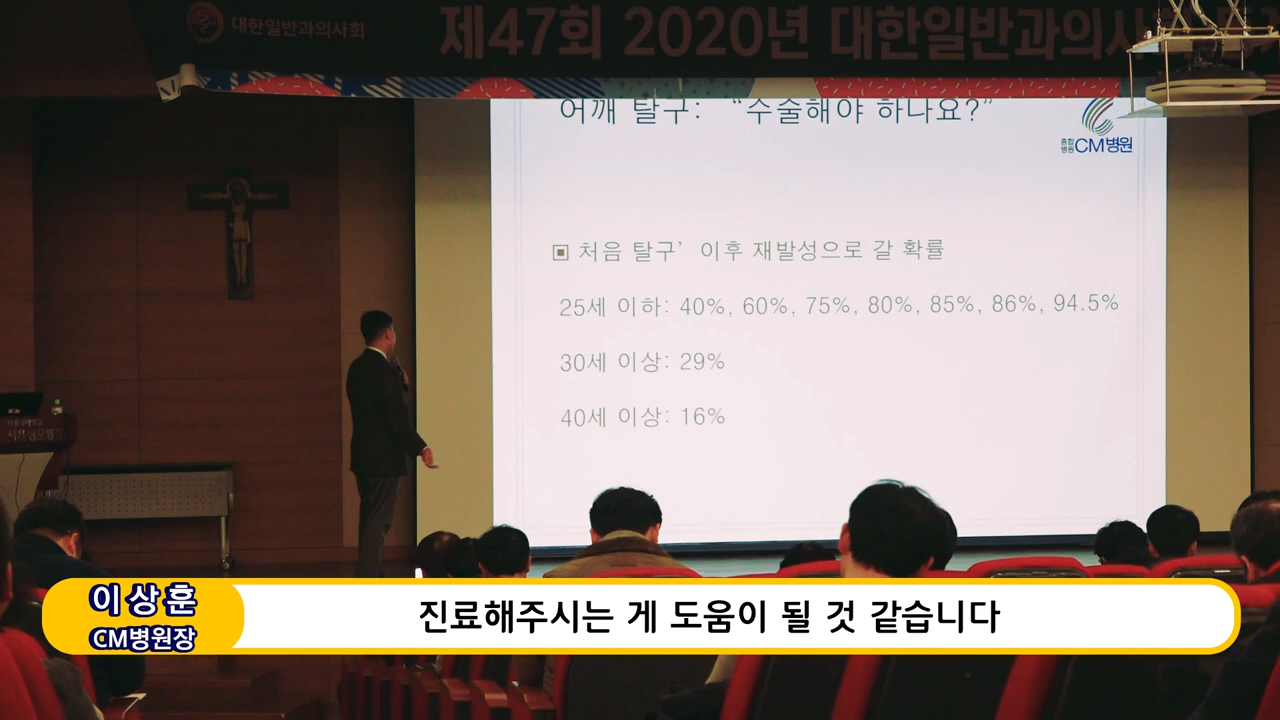 대한일반과의사회
제47회 2020년 대한일반과의사
어깨 탈구: “수술해야 하나요?”
종합병원 CM병원
▣ 처음 탈구’ 이후 재발성으로 갈 확률
25세 이하: 40%, 60%, 75%, 80%, 85%, 86%, 94.5%
30세 이상: 29%
40세 이상: 16%
이상훈
CM병원장
진료해주시는 게 도움이 될 것 같습니다